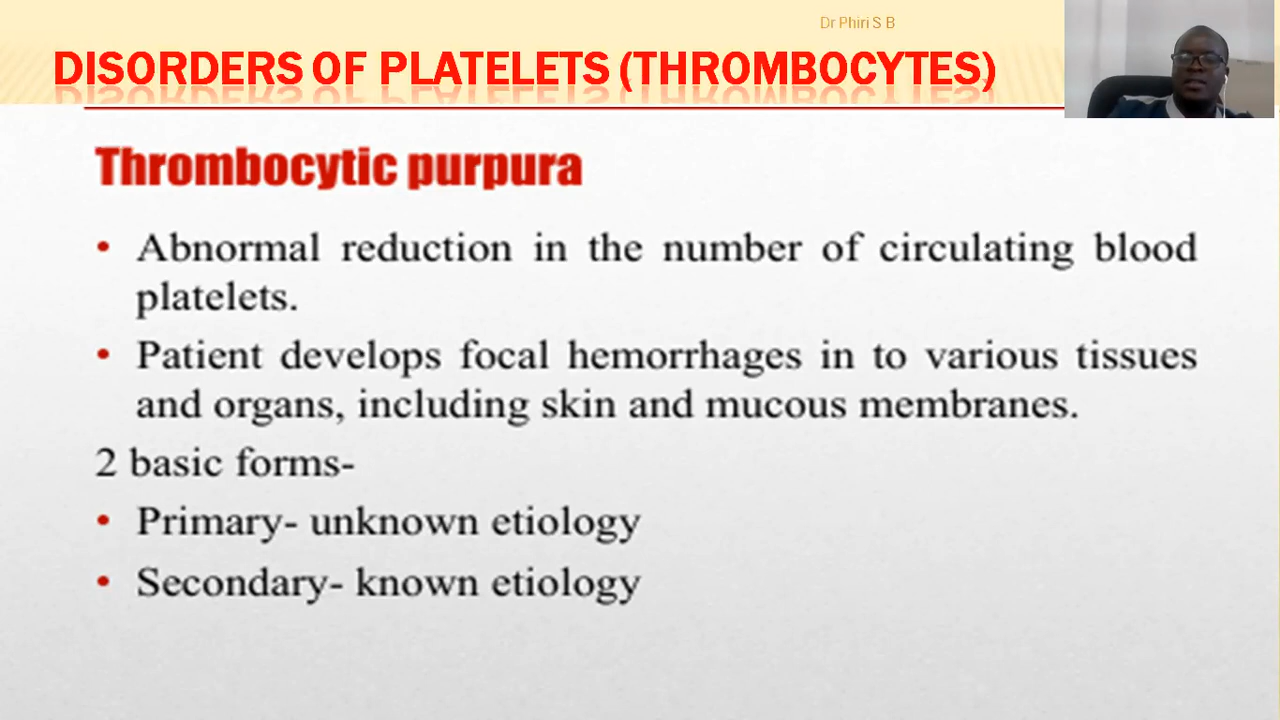 Dr Phiri S B
DISORDERS OF PLATELETS (THROMBOCYTES)
Thrombocytic purpura
• Abnormal reduction in the number of circulating blood
platelets.
• Patient develops focal hemorrhages in to various tissues
and organs, including skin and mucous membranes.
2 basic forms-
• Primary- unknown etiology
• Secondary- known etiology